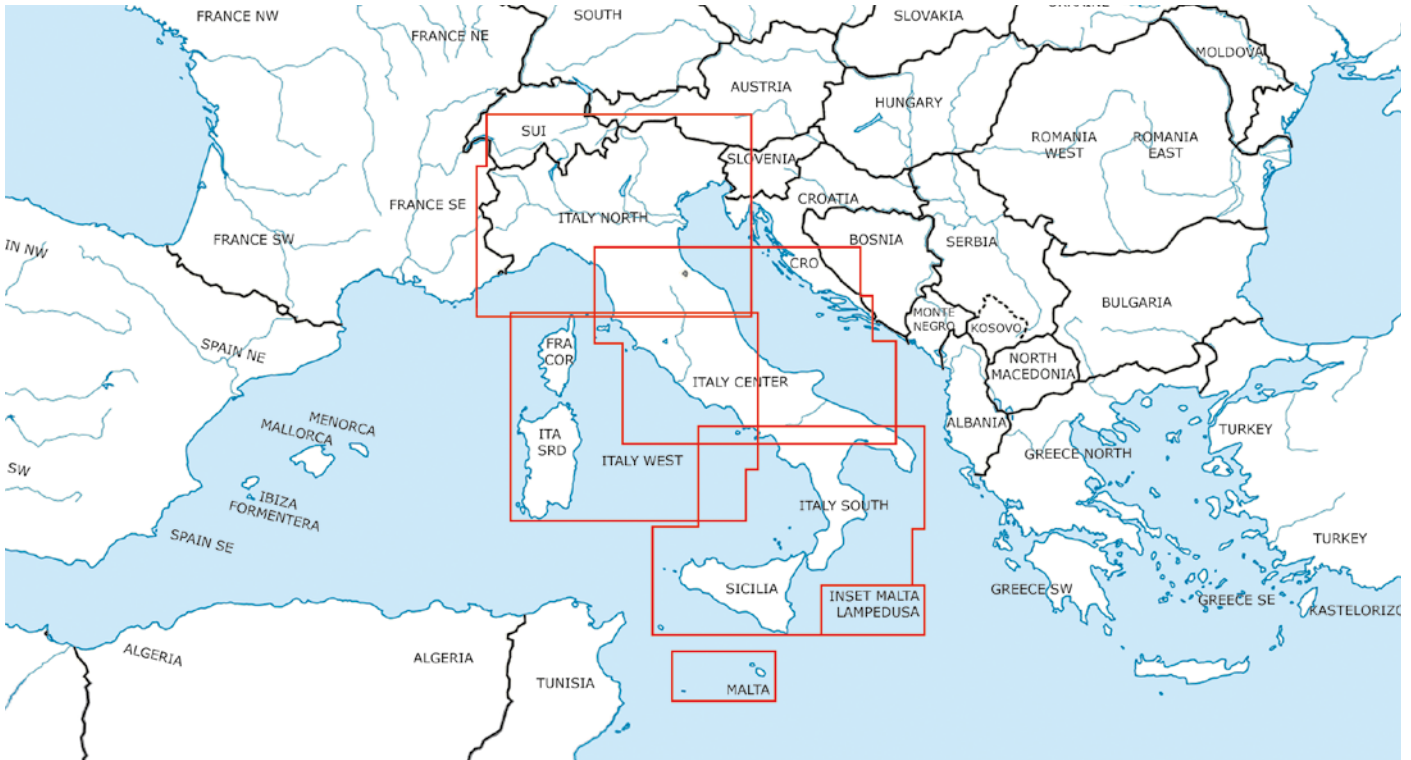 FRANCE NW
SOUTH
SLOVAKIA
FRANCE NE
MOLDOVA
AUSTRIA
HUNGARY
SUI
ROMANIA
WEST
ROMANIA
EAST
SLOVENIA
CROATIA
FRANCE SE
ITALY NORTH
FRANCE SW
IN NW
BOSNIA
SERBIA
CRO
BULGARIA
MONTE
NEGRO
KOSOVO
SPAIN NE
FRA
COR
NORTH
MACEDONIA
ITALY CENTER
MENORCA
MALLORCA
ALBANIA
TURKEY
ITA
SRD
GREECE NORTH
ITALY WEST
SW
IBIZA
FORMENTERA
ITALY SOUTH
SPAIN SE
TURKEY
SICILIA
GREECE SW
INSET MALTA
LAMPEDUSA
GREECE SE
KASTELORIZO
ALGERIA
ALGERIA
TUNISIA
MALTA